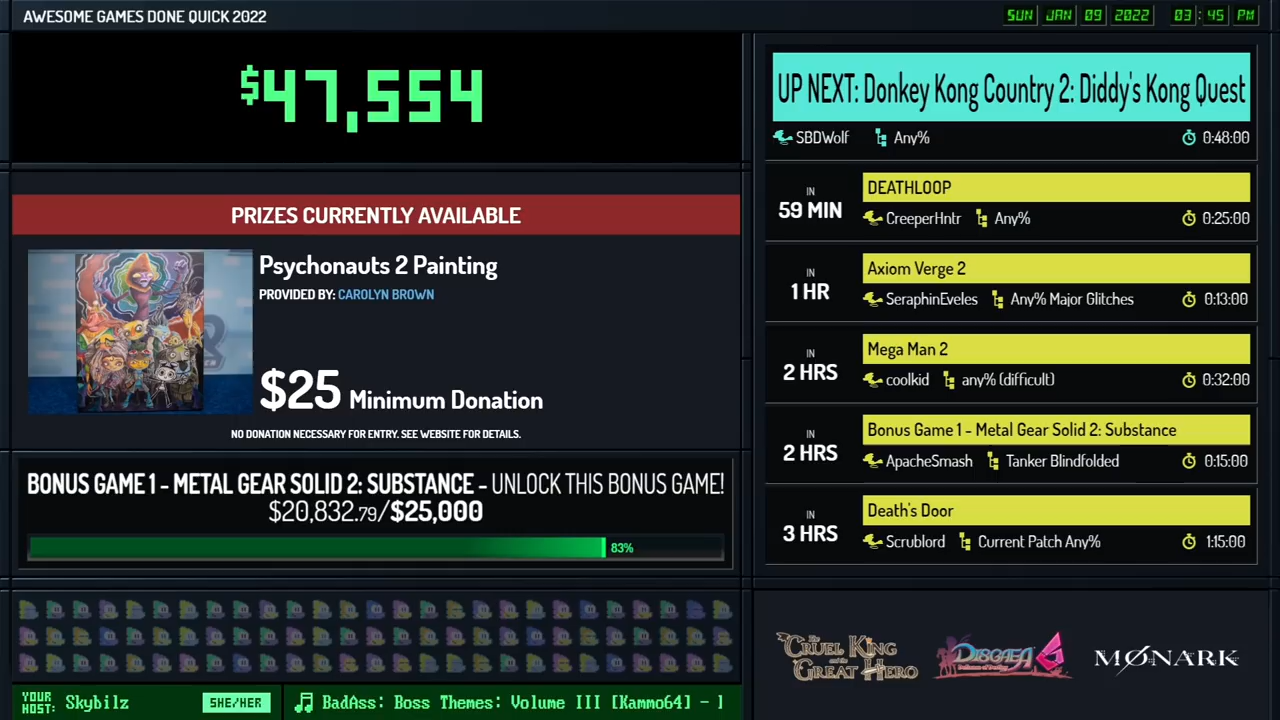 AWESOME GAMES DONE QUICK 2022
SUN JAN 09 2022 03:45 PM
$47,554
PRIZES CURRENTLY AVAILABLE
Psychonauts 2 Painting
PROVIDED BY: CAROLYN BROWN
$25 Minimum Donation
NO DONATION NECESSARY FOR ENTRY. SEE WEBSITE FOR DETAILS.
BONUS GAME 1 - METAL GEAR SOLID 2: SUBSTANCE - UNLOCK THIS BONUS GAME!
$20,832.79/$25,000
83%
YOUR HOST: Skybilz SHE/HER
BadAss: Boss Themes: Volume III [Kammo64] - ]
UP NEXT: Donkey Kong Country 2: Diddy's Kong Quest
SBDWolf Any% 0:48:00
IN 59 MIN
DEATHLOOP
CreeperHntr Any% 0:25:00
IN 1 HR
Axiom Verge 2
SeraphinEveles Any% Major Glitches 0:13:00
IN 2 HRS
Mega Man 2
coolkid any% (difficult) 0:32:00
IN 2 HRS
Bonus Game 1 - Metal Gear Solid 2: Substance
ApacheSmash Tanker Blindfolded 0:15:00
IN 3 HRS
Death's Door
Scrublord Current Patch Any% 1:15:00
The Cruel King and the Great Hero
DISGAEA 6
MONARK